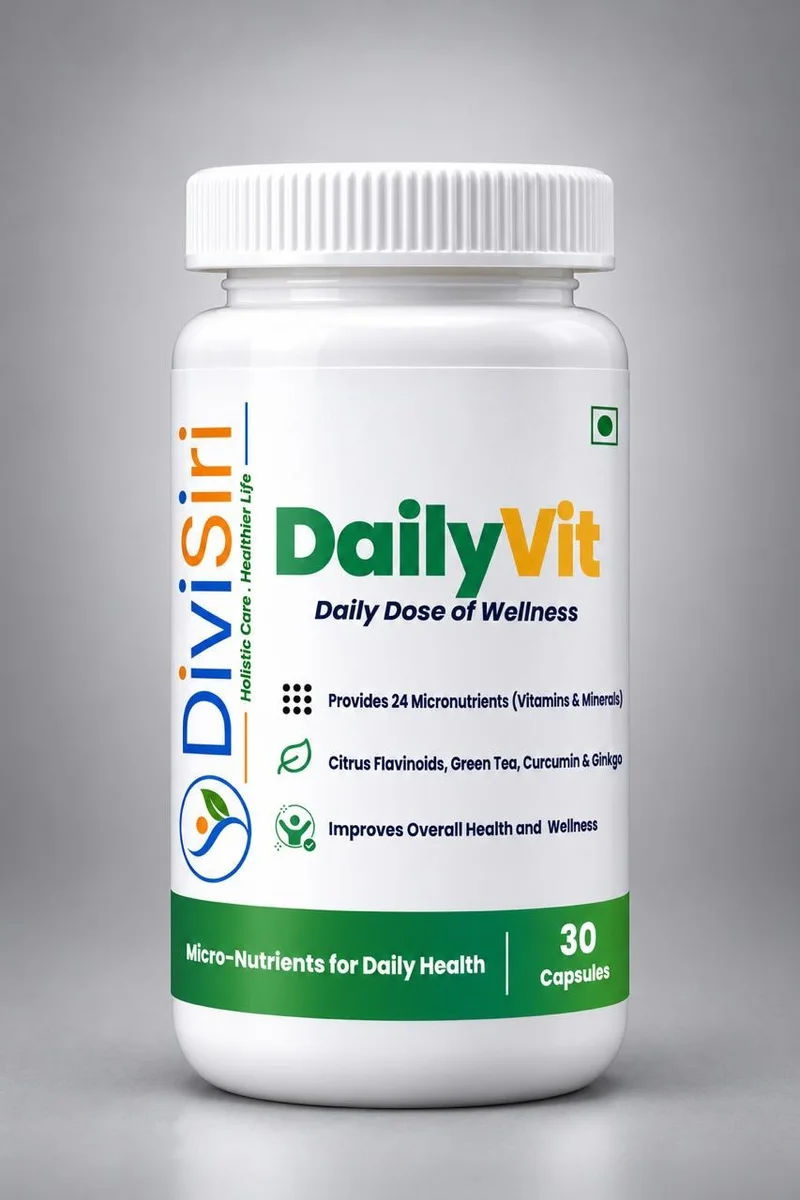 DiviSiri
Holistic Care . Healthier Life
DailyVit
Daily Dose of Wellness
Provides 24 Micronutrients (Vitamins & Minerals)
Citrus Flavinoids, Green Tea, Curcumin & Ginkgo
Improves Overall Health and Wellness
Micro-Nutrients for Daily Health
30
Capsules